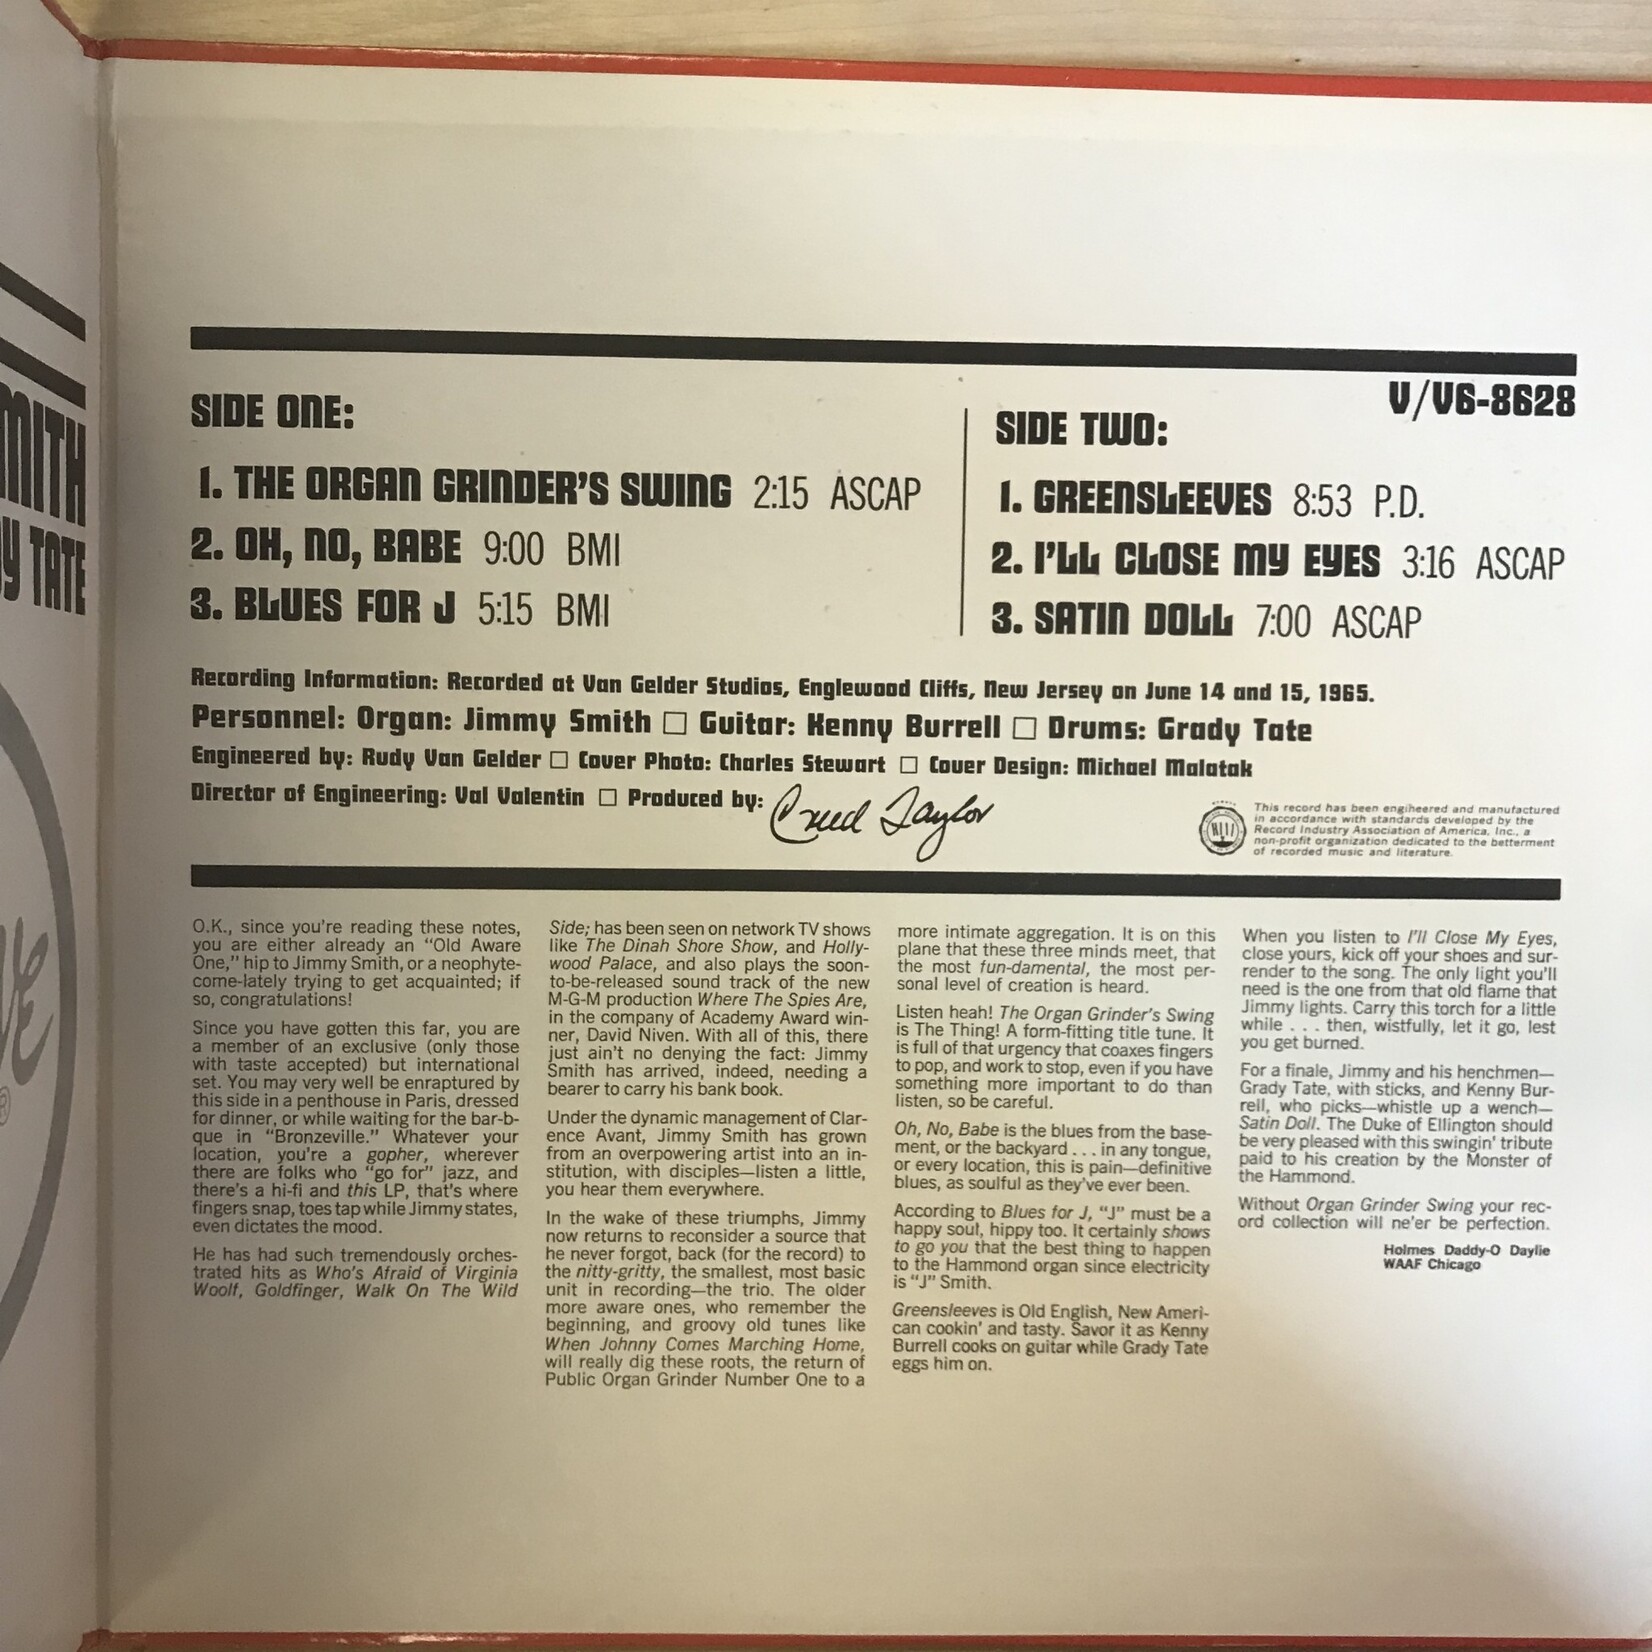 MITH
Y TATE
VE
®
V/V6-8628
SIDE ONE:
1. THE ORGAN GRINDER'S SWING 2:15 ASCAP
2. OH, NO, BABE 9:00 BMI
3. BLUES FOR J 5:15 BMI
SIDE TWO:
1. GREENSLEEVES 8:53 P.D.
2. I'LL CLOSE MY EYES 3:16 ASCAP
3. SATIN DOLL 7:00 ASCAP
Recording Information: Recorded at Van Gelder Studios, Englewood Cliffs, New Jersey on June 14 and 15, 1965.
Personnel: Organ: Jimmy Smith □ Guitar: Kenny Burrell □ Drums: Grady Tate
Engineered by: Rudy Van Gelder □ Cover Photo: Charles Stewart □ Cover Design: Michael Malatak
Director of Engineering: Val Valentin □ Produced by: Creed Taylor
This record has been engineered and manufactured
in accordance with standards developed by the
Record Industry Association of America, Inc., a
non-profit organization dedicated to the betterment
of recorded music and literature.
O.K., since you're reading these notes,
you are either already an "Old Aware
One," hip to Jimmy Smith, or a neophyte-
come-lately trying to get acquainted; if
so, congratulations!
Since you have gotten this far, you are
a member of an exclusive (only those
with taste accepted) but international
set. You may very well be enraptured by
this side in a penthouse in Paris, dressed
for dinner, or while waiting for the bar-b-
que in "Bronzeville." Whatever your
location, you're a gopher, wherever
there are folks who "go for" jazz, and
there's a hi-fi and this LP, that's where
fingers snap, toes tap while Jimmy states,
even dictates the mood.
He has had such tremendously orches-
trated hits as Who's Afraid of Virginia
Woolf, Goldfinger, Walk On The Wild
Side; has been seen on network TV shows
like The Dinah Shore Show, and Holly-
wood Palace, and also plays the soon-
to-be-released sound track of the new
M-G-M production Where The Spies Are,
in the company of Academy Award win-
ner, David Niven. With all of this, there
just ain't no denying the fact: Jimmy
Smith has arrived, indeed, needing a
bearer to carry his bank book.
Under the dynamic management of Clar-
ence Avant, Jimmy Smith has grown
from an overpowering artist into an in-
stitution, with disciples—listen a little,
you hear them everywhere.
In the wake of these triumphs, Jimmy
now returns to reconsider a source that
he never forgot, back (for the record) to
the nitty-gritty, the smallest, most basic
unit in recording—the trio. The older
more aware ones, who remember the
beginning, and groovy old tunes like
When Johnny Comes Marching Home,
will really dig these roots, the return of
Public Organ Grinder Number One to a
more intimate aggregation. It is on this
plane that these three minds meet, that
the most fun-damental, the most per-
sonal level of creation is heard.
Listen heah! The Organ Grinder's Swing
is The Thing! A form-fitting title tune. It
is full of that urgency that coaxes fingers
to pop, and work to stop, even if you have
something more important to do than
listen, so be careful.
Oh, No, Babe is the blues from the base-
ment, or the backyard . . . in any tongue,
or every location, this is pain—definitive
blues, as soulful as they've ever been.
According to Blues for J, "J" must be a
happy soul, hippy too. It certainly shows
to go you that the best thing to happen
to the Hammond organ since electricity
is "J" Smith.
Greensleeves is Old English, New Ameri-
can cookin' and tasty. Savor it as Kenny
Burrell cooks on guitar while Grady Tate
eggs him on.
When you listen to I'll Close My Eyes,
close yours, kick off your shoes and sur-
render to the song. The only light you'll
need is the one from that old flame that
Jimmy lights. Carry this torch for a little
while . . . then, wistfully, let it go, lest
you get burned.
For a finale, Jimmy and his henchmen—
Grady Tate, with sticks, and Kenny Bur-
rell, who picks—whistle up a wench—
Satin Doll. The Duke of Ellington should
be very pleased with this swingin' tribute
paid to his creation by the Monster of
the Hammond.
Without Organ Grinder Swing your rec-
ord collection will ne'er be perfection.
Holmes Daddy-O Daylie
WAAF Chicago